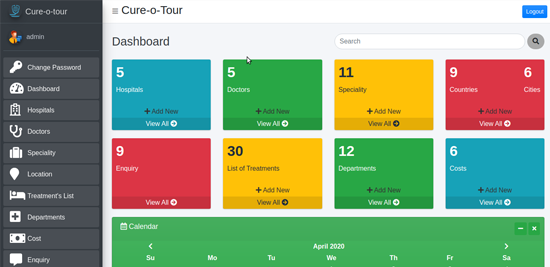 Cure-o-tour
Cure-o-Tour
Logout
admin
Dashboard
Search
Change Password
Dashboard
Hospitals
Doctors
Speciality
Location
Treatment's List
Departments
Cost
Enquiry
5
Hospitals
Add New
View All
5
Doctors
Add New
View All
11
Speciality
Add New
View All
9 6
Countries Cities
Add New
View All
9
Enquiry
View All
30
List of Treatments
Add New
View All
12
Departments
Add New
View All
6
Costs
Add New
View All
Calendar
April 2020
Su Mo Tu We Th Fr Sa